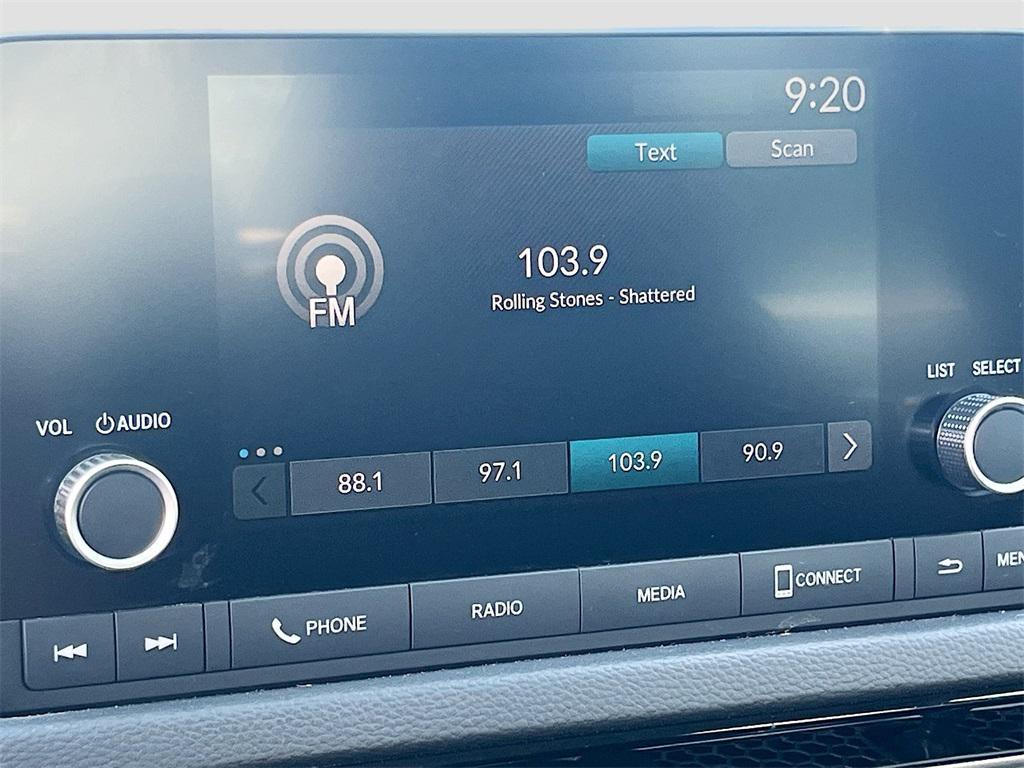 9:20
Text Scan
FM
103.9
Rolling Stones - Shattered
LIST SELECT
VOL AUDIO
88.1 97.1 103.9 90.9
PHONE RADIO MEDIA CONNECT